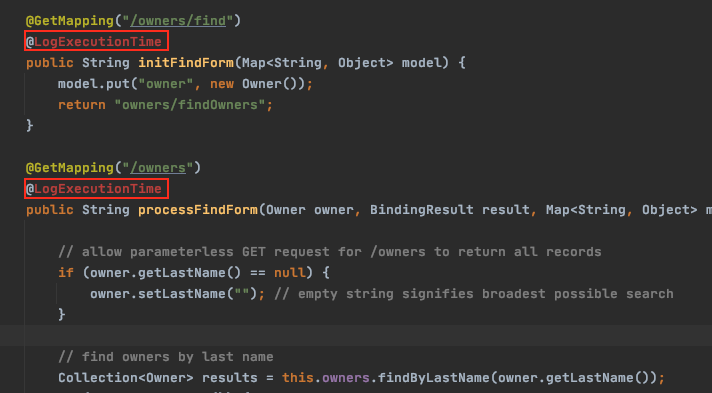 @GetMapping("/owners/find")
@LogExecutionTime
public String initFindForm(Map<String, Object> model) {
    model.put("owner", new Owner());
    return "owners/findOwners";
}
@GetMapping("/owners")
@LogExecutionTime
public String processFindForm(Owner owner, BindingResult result, Map<String, Object> m
    // allow parameterless GET request for /owners to return all records
    if (owner.getLastName() == null) {
        owner.setLastName(""); // empty string signifies broadest possible search
    }
    // find owners by last name
    Collection<Owner> results = this.owners.findByLastName(owner.getLastName());